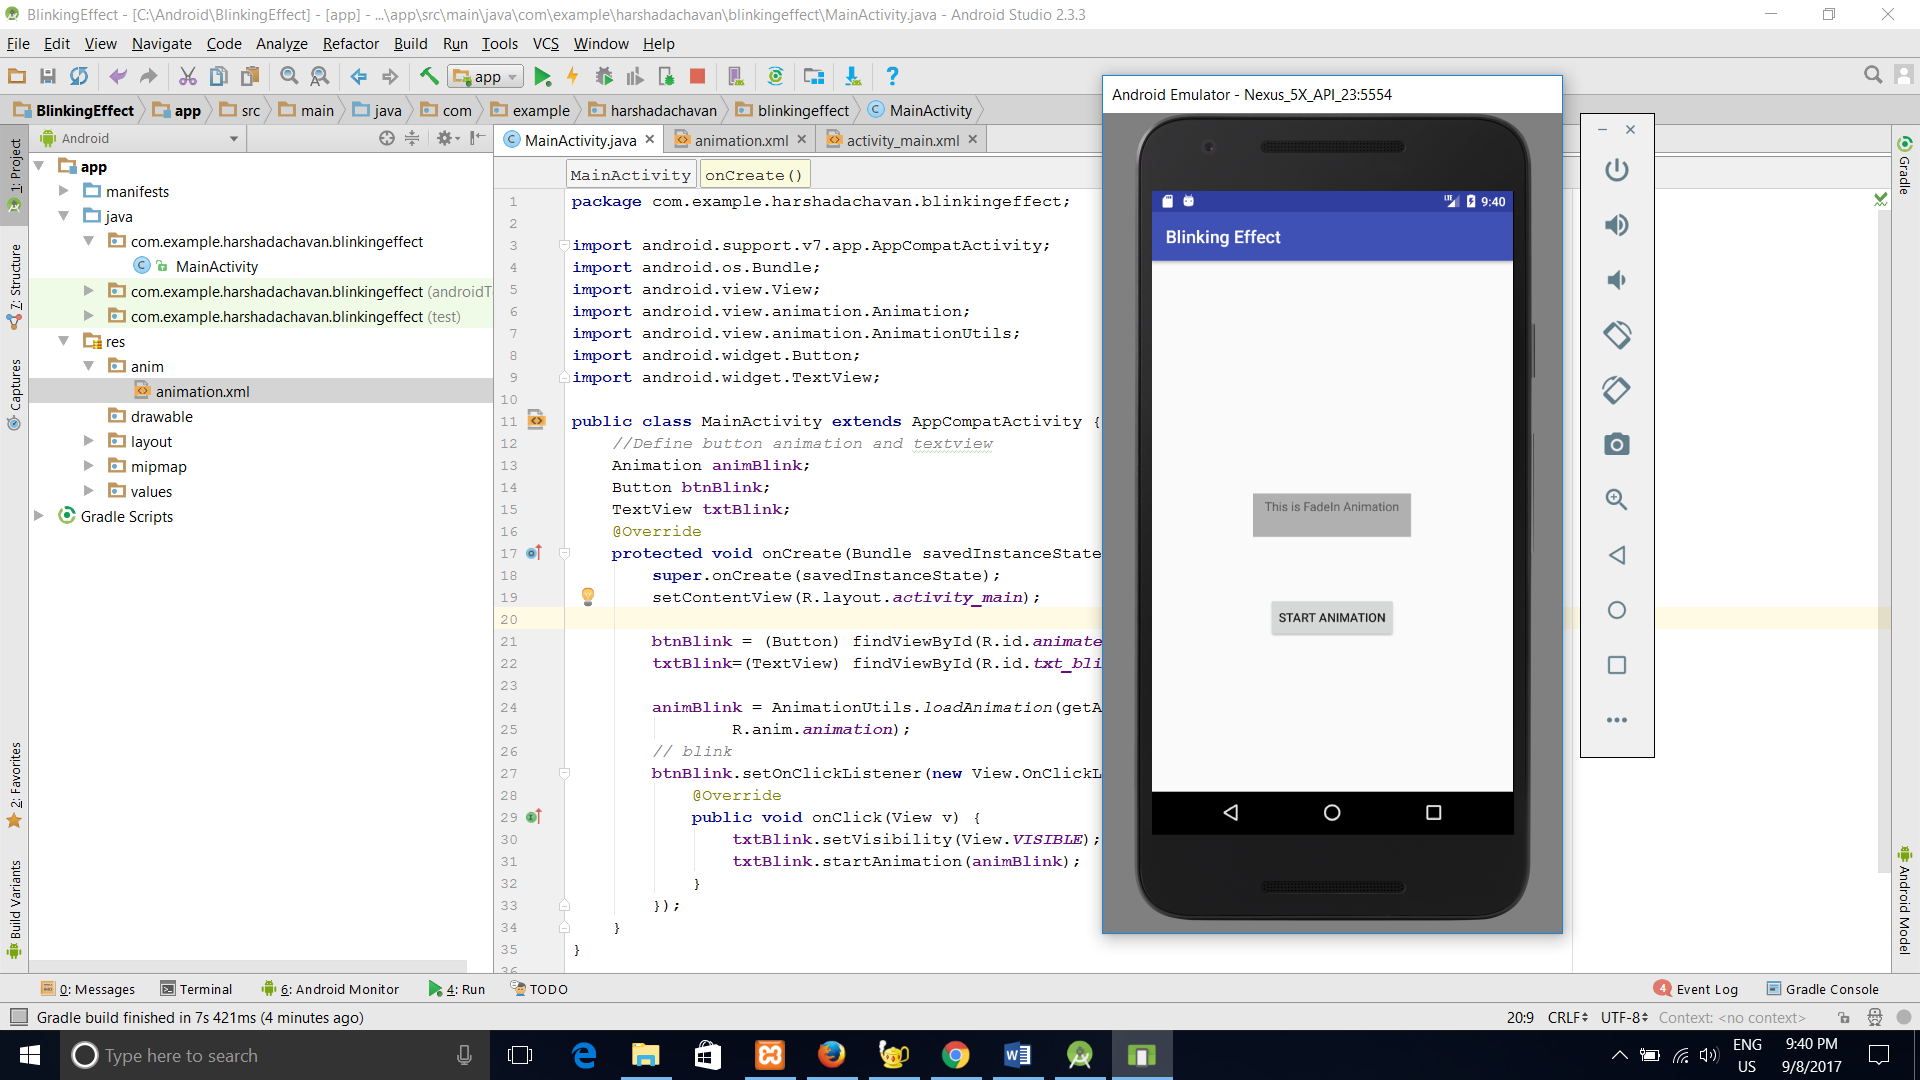 BlinkingEffect - [C:\Android\BlinkingEffect] - [app] - ...\app\src\main\java\com\example\harshadachavan\blinkingeffect\MainActivity.java - Android Studio 2.3.3
File Edit View Navigate Code Analyze Refactor Build Run Tools VCS Window Help
app
BlinkingEffect app src main java com example harshadachavan blinkingeffect MainActivity
Android
MainActivity.java animation.xml activity_main.xml
MainActivity onCreate()
1: Project
7: Structure
Captures
2: Favorites
Build Variants
app
manifests
java
com.example.harshadachavan.blinkingeffect
MainActivity
com.example.harshadachavan.blinkingeffect (androidT
com.example.harshadachavan.blinkingeffect (test)
res
anim
animation.xml
drawable
layout
mipmap
values
Gradle Scripts
1 package com.example.harshadachavan.blinkingeffect;
2
3 import android.support.v7.app.AppCompatActivity;
4 import android.os.Bundle;
5 import android.view.View;
6 import android.view.animation.Animation;
7 import android.view.animation.AnimationUtils;
8 import android.widget.Button;
9 import android.widget.TextView;
10
11 public class MainActivity extends AppCompatActivity {
12 //Define button animation and textview
13 Animation animBlink;
14 Button btnBlink;
15 TextView txtBlink;
16 @Override
17 protected void onCreate(Bundle savedInstanceState
18 super.onCreate(savedInstanceState);
19 setContentView(R.layout.activity_main);
20
21 btnBlink = (Button) findViewById(R.id.animate
22 txtBlink=(TextView) findViewById(R.id.txt_bli
23
24 animBlink = AnimationUtils.loadAnimation(getA
25 R.anim.animation);
26 // blink
27 btnBlink.setOnClickListener(new View.OnClickL
28 @Override
29 public void onClick(View v) {
30 txtBlink.setVisibility(View.VISIBLE);
31 txtBlink.startAnimation(animBlink);
32 }
33 });
34 }
35 }
36
Android Emulator - Nexus_5X_API_23:5554
LTE 9:40
Blinking Effect
This is FadeIn Animation
START ANIMATION
Gradle
Android Model
0: Messages Terminal 6: Android Monitor 4: Run TODO
4 Event Log Gradle Console
Gradle build finished in 7s 421ms (4 minutes ago)
20:9 CRLF UTF-8 Context: <no context>
Type here to search
ENG
US
9:40 PM
9/8/2017